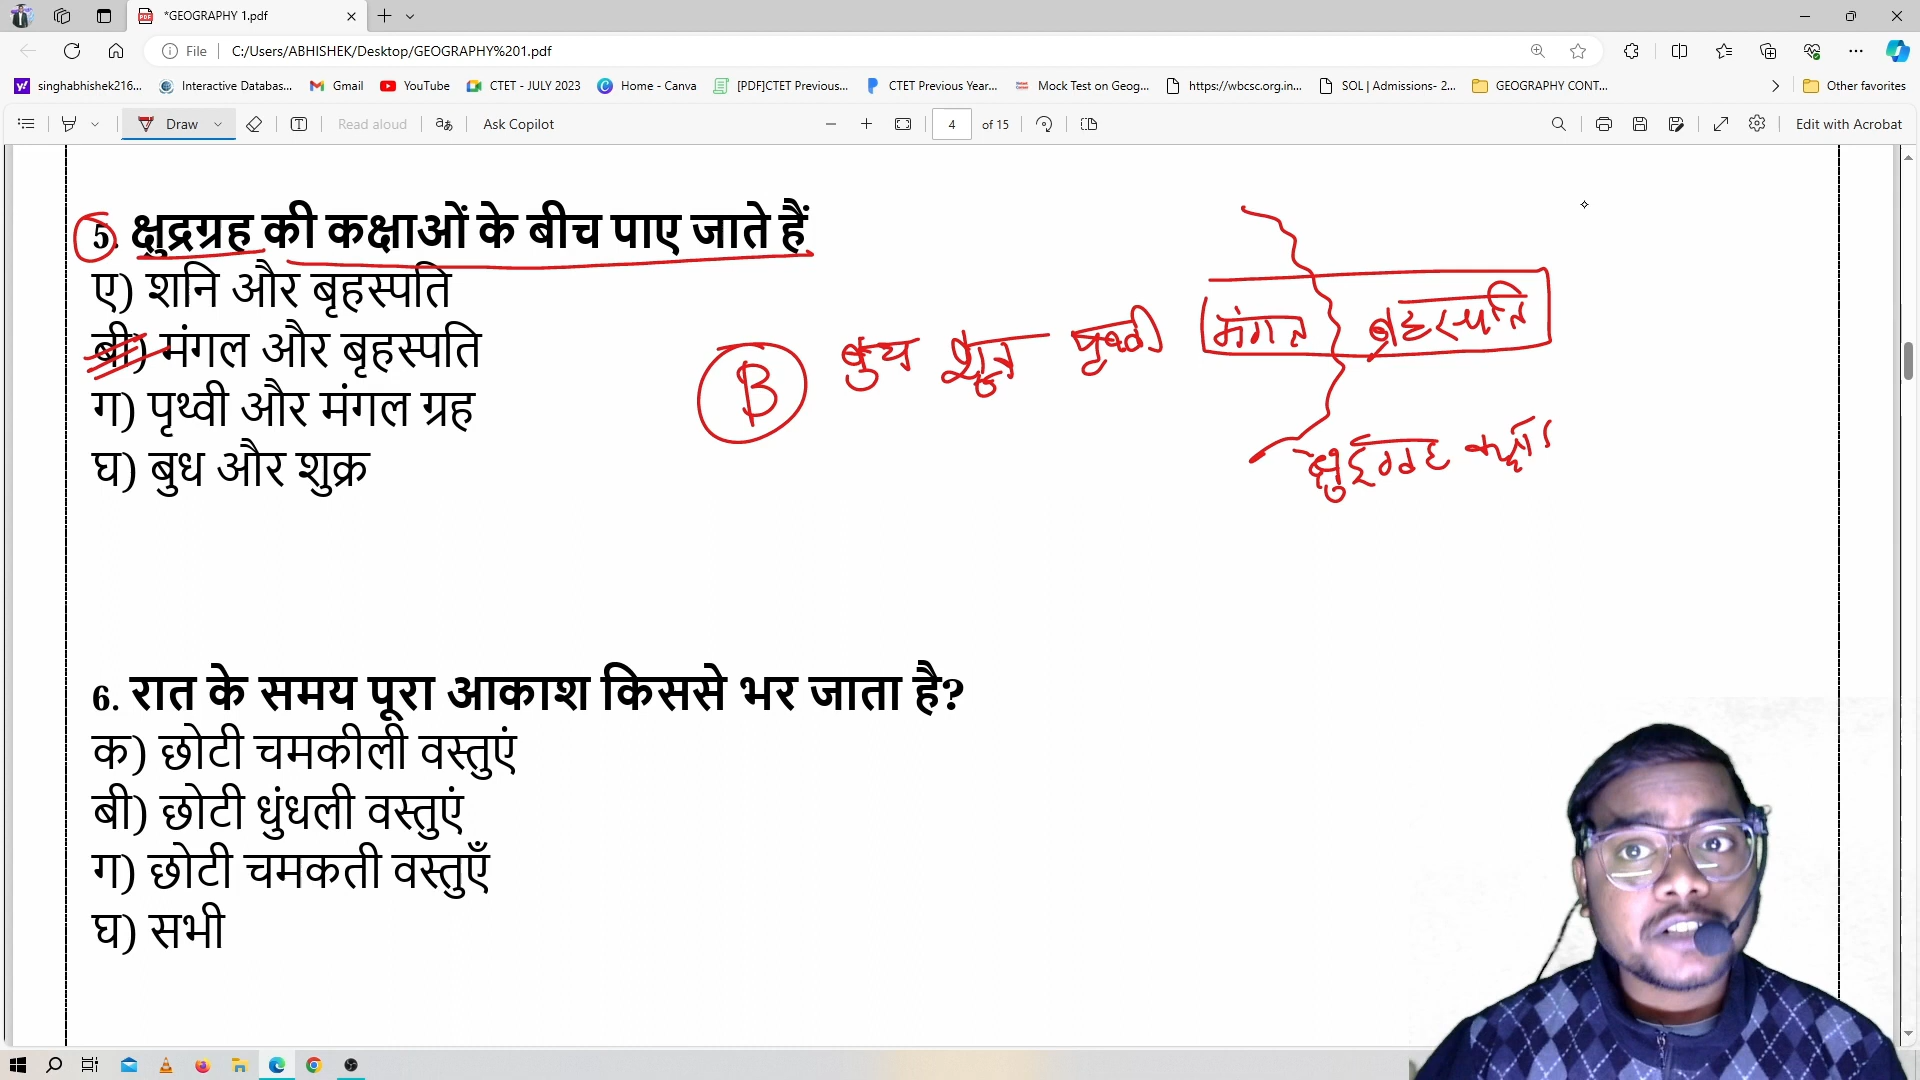 *GEOGRAPHY 1.pdf
File C:/Users/ABHISHEK/Desktop/GEOGRAPHY%201.pdf
singhabhishek216... Interactive Databas... Gmail YouTube CTET - JULY 2023 Home - Canva [PDF]CTET Previous... CTET Previous Year... Mock Test on Geog... https://wbcsc.org.in... SOL | Admissions- 2... GEOGRAPHY CONT... Other favorites
Draw Read aloud Ask Copilot 4 of 15 Edit with Acrobat
5. क्षुद्रग्रह की कक्षाओं के बीच पाए जाते हैं
ए) शनि और बृहस्पति
बी) मंगल और बृहस्पति
ग) पृथ्वी और मंगल ग्रह
घ) बुध और शुक्र
B बुध शुक्र पृथ्वी मंगल बृहस्पति
क्षुद्रग्रह
6. रात के समय पूरा आकाश किससे भर जाता है?
क) छोटी चमकीली वस्तुएं
बी) छोटी धुंधली वस्तुएं
ग) छोटी चमकती वस्तुएँ
घ) सभी